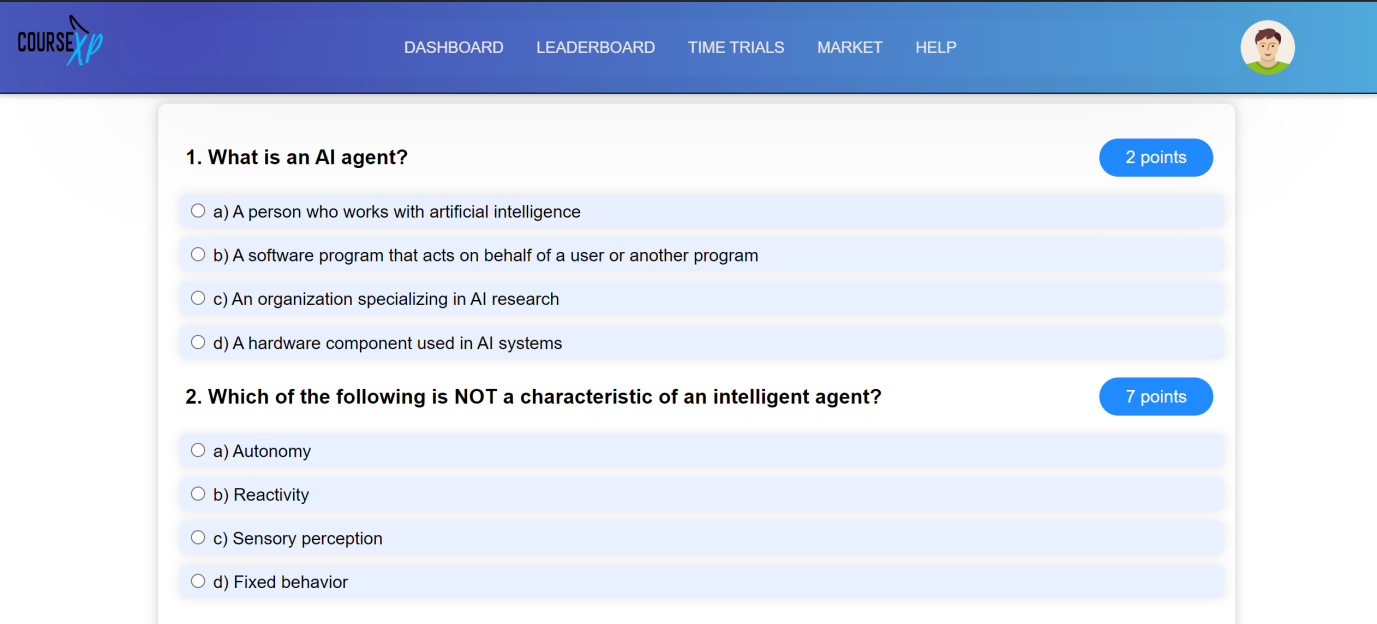 COURSE XP
DASHBOARD LEADERBOARD TIME TRIALS MARKET HELP
1. What is an AI agent?
2 points
a) A person who works with artificial intelligence
b) A software program that acts on behalf of a user or another program
c) An organization specializing in AI research
d) A hardware component used in AI systems
2. Which of the following is NOT a characteristic of an intelligent agent?
7 points
a) Autonomy
b) Reactivity
c) Sensory perception
d) Fixed behavior